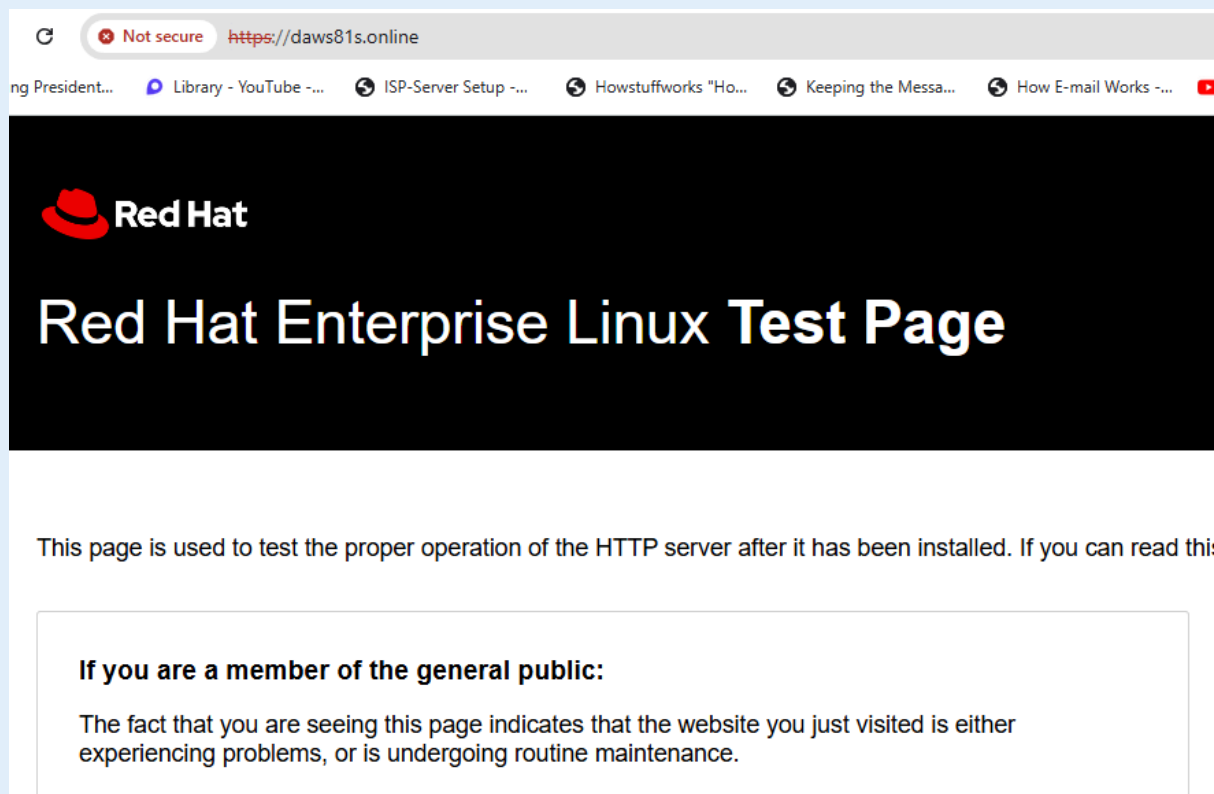 Not secure https://daws81s.online
ng President... Library - YouTube -... ISP-Server Setup -... Howstuffworks "Ho... Keeping the Messa... How E-mail Works -...
Red Hat
Red Hat Enterprise Linux Test Page
This page is used to test the proper operation of the HTTP server after it has been installed. If you can read this
If you are a member of the general public:
The fact that you are seeing this page indicates that the website you just visited is either
experiencing problems, or is undergoing routine maintenance.